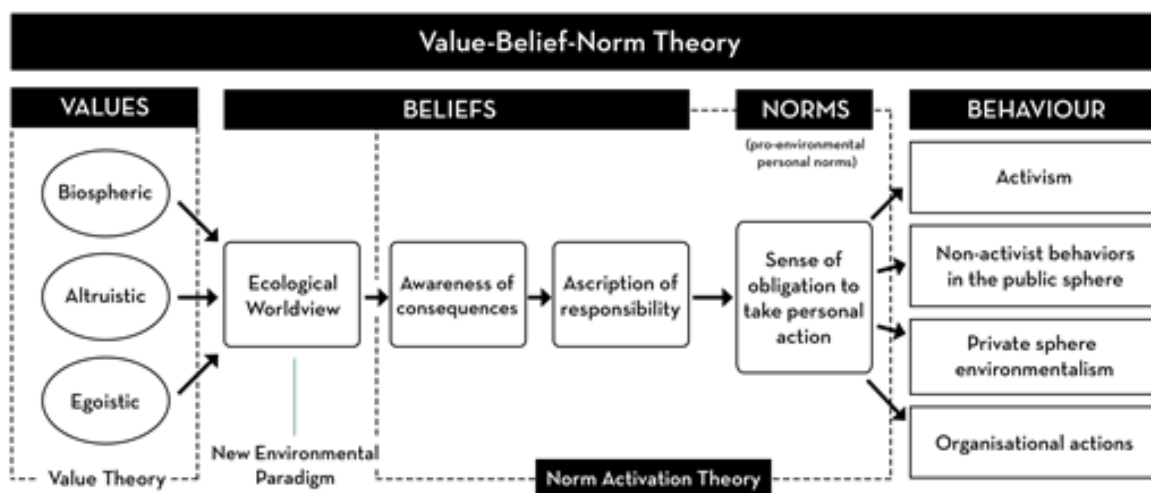 Value-Belief-Norm Theory
VALUES
BELIEFS
NORMS
(pro-environmental
personal norms)
BEHAVIOUR
Biospheric
Altruistic
Egoistic
Value Theory
Ecological
Worldview
New Environmental
Paradigm
Awareness of
consequences
Ascription of
responsibility
Norm Activation Theory
Sense of
obligation to
take personal
action
Activism
Non-activist behaviors
in the public sphere
Private sphere
environmentalism
Organisational actions